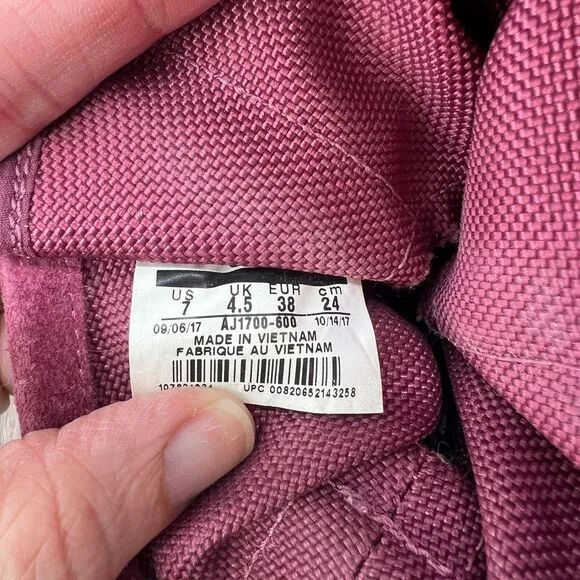 US UK EUR cm
7 4.5 38 24
09/06/17 AJ1700-600 10/14/17
MADE IN VIETNAM
FABRIQUE AU VIETNAM
UPC 00820652143258